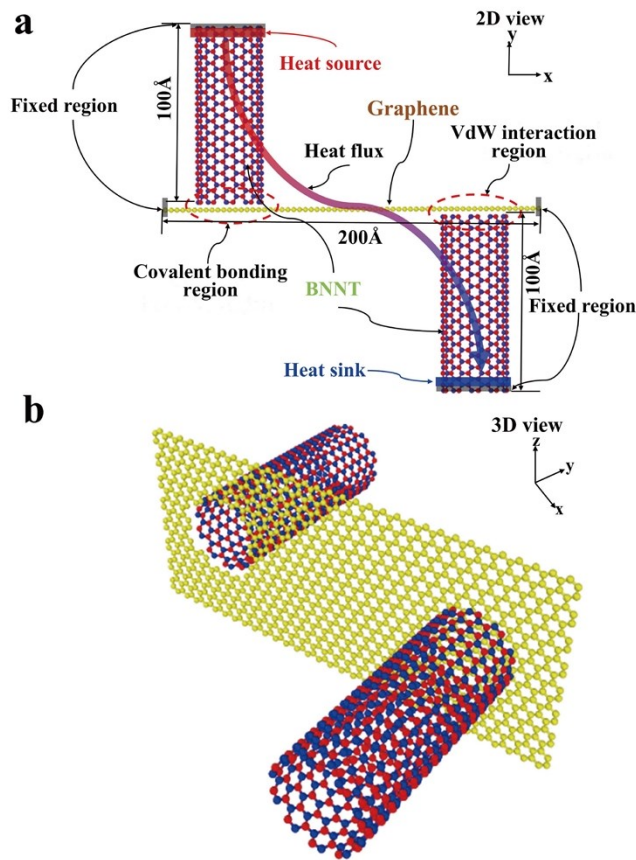 a
2D view
y
x
100Å
Heat source
Fixed region
Graphene
VdW interaction
region
Heat flux
200Å
Covalent bonding
region
BNNT
100Å
Fixed region
Heat sink
b
3D view
z
y
x